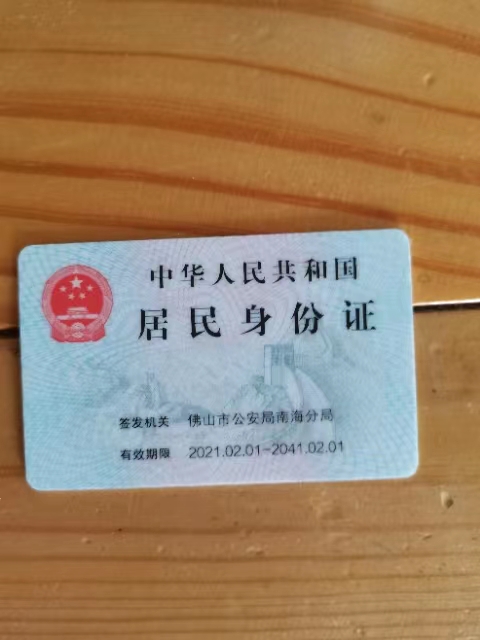 中华人民共和国
居民身份证
签发机关 佛山市公安局南海分局
有效期限 2021.02.01-2041.02.01